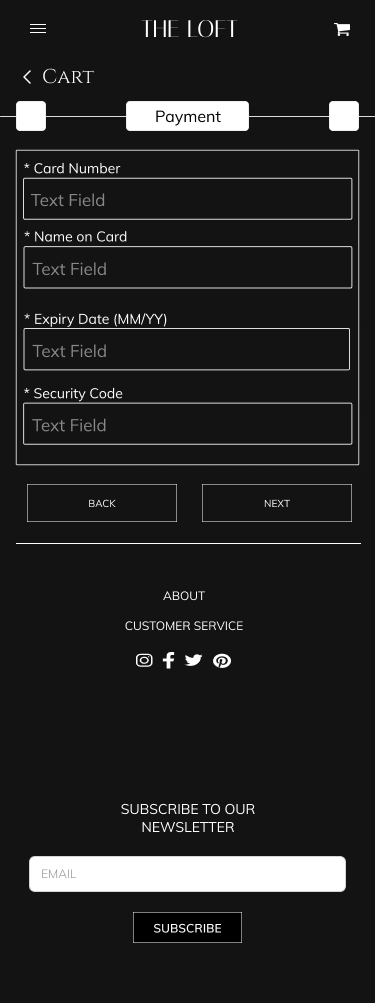 THE LOFT
Cart
Payment
* Card Number
Text Field
* Name on Card
Text Field
* Expiry Date (MM/YY)
Text Field
* Security Code
Text Field
BACK
NEXT
ABOUT
CUSTOMER SERVICE
SUBSCRIBE TO OUR
NEWSLETTER
EMAIL
SUBSCRIBE